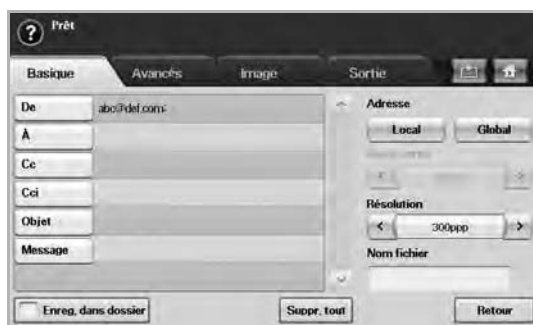 Prêt
Basique
Avancés
Image
Sortie
De
abc@def.com;
À
Cc
Cci
Objet
Message
Enreg. dans dossier
Suppr. tout
Adresse
Local
Global
Résolution
300ppp
Nom fichier
Retour